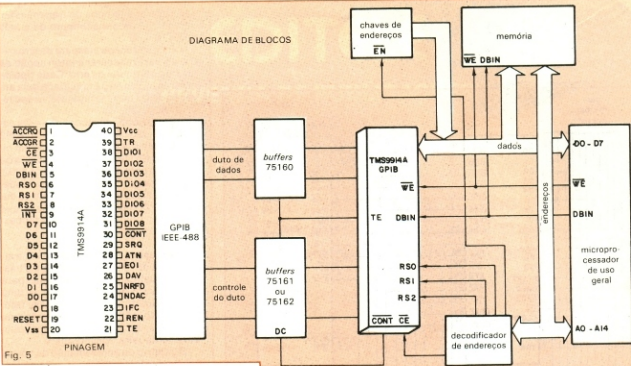 DIAGRAMA DE BLOCOS
chaves de
endereços
EN
memória
WE DBIN
ACCRQ 1
ACCGR 2
CE 3
WE 4
DBIN 5
RS0 6
RS1 7
RS2 8
INT 9
D7 10
D6 11
D5 12
D4 13
D3 14
D2 15
D1 16
D0 17
O 18
RESET 19
Vss 20
TMS9914A
40 Vcc
39 TR
38 DIO1
37 DIO2
36 DIO3
35 DIO4
34 DIO5
33 DIO6
32 DIO7
31 DIO8
30 CONT
29 SRQ
28 ATN
27 EOI
26 DAV
25 NRFD
24 NDAC
23 IFC
22 REN
21 TE
PINAGEM
Fig. 5
GPIB
IEEE-488
duto de
dados
controle
do duto
buffers
75160
buffers
75161
ou
75162
DC
TMS9914A
GPIB
WE
TE
DBIN
RS0
RS1
RS2
CONT CE
dados
endereços
decodificador
de endereços
D0 - D7
WE
DBIN
micropro-
cessador
de uso
geral
A0 - A14